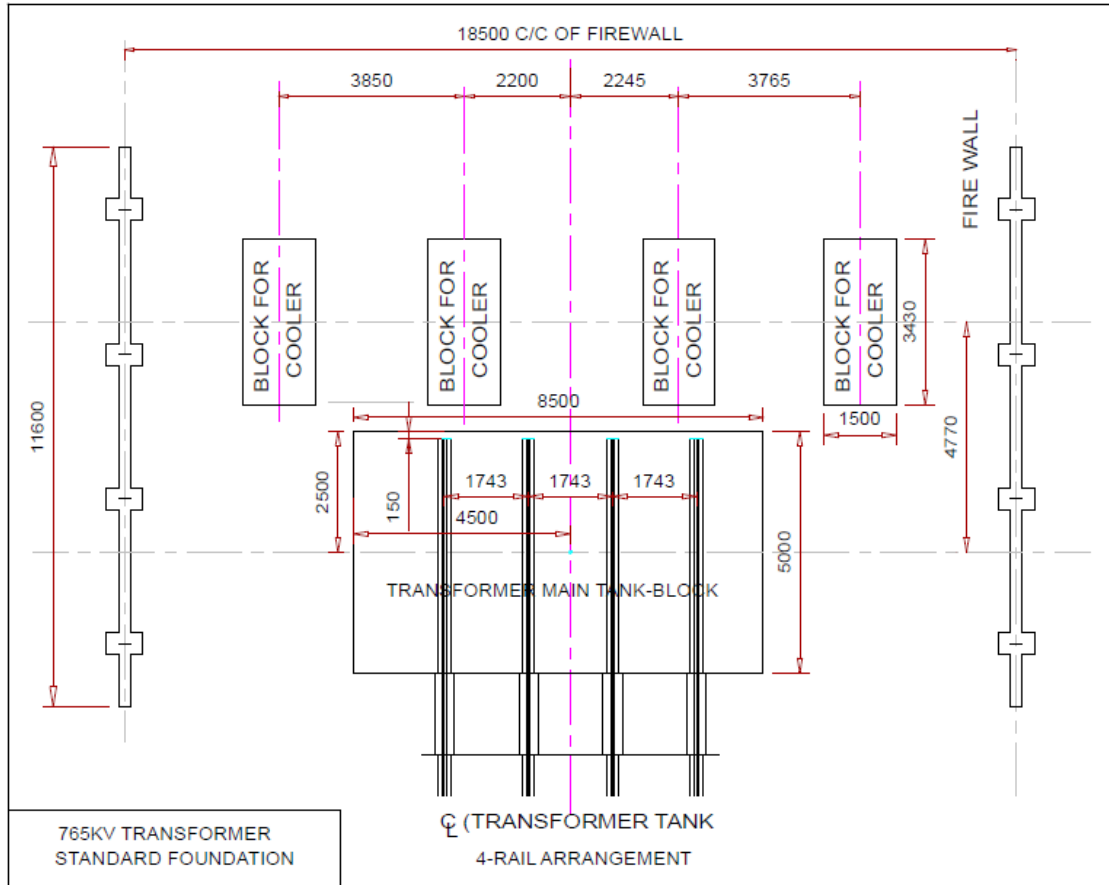 18500 C/C OF FIREWALL
3850
2200
2245
3765
FIRE WALL
BLOCK FOR
COOLER
BLOCK FOR
COOLER
BLOCK FOR
COOLER
BLOCK FOR
COOLER
3430
1500
4770
11600
8500
2500
150
1743
1743
1743
4500
5000
TRANSFORMER MAIN TANK-BLOCK
℄ (TRANSFORMER TANK
4-RAIL ARRANGEMENT
765KV TRANSFORMER
STANDARD FOUNDATION